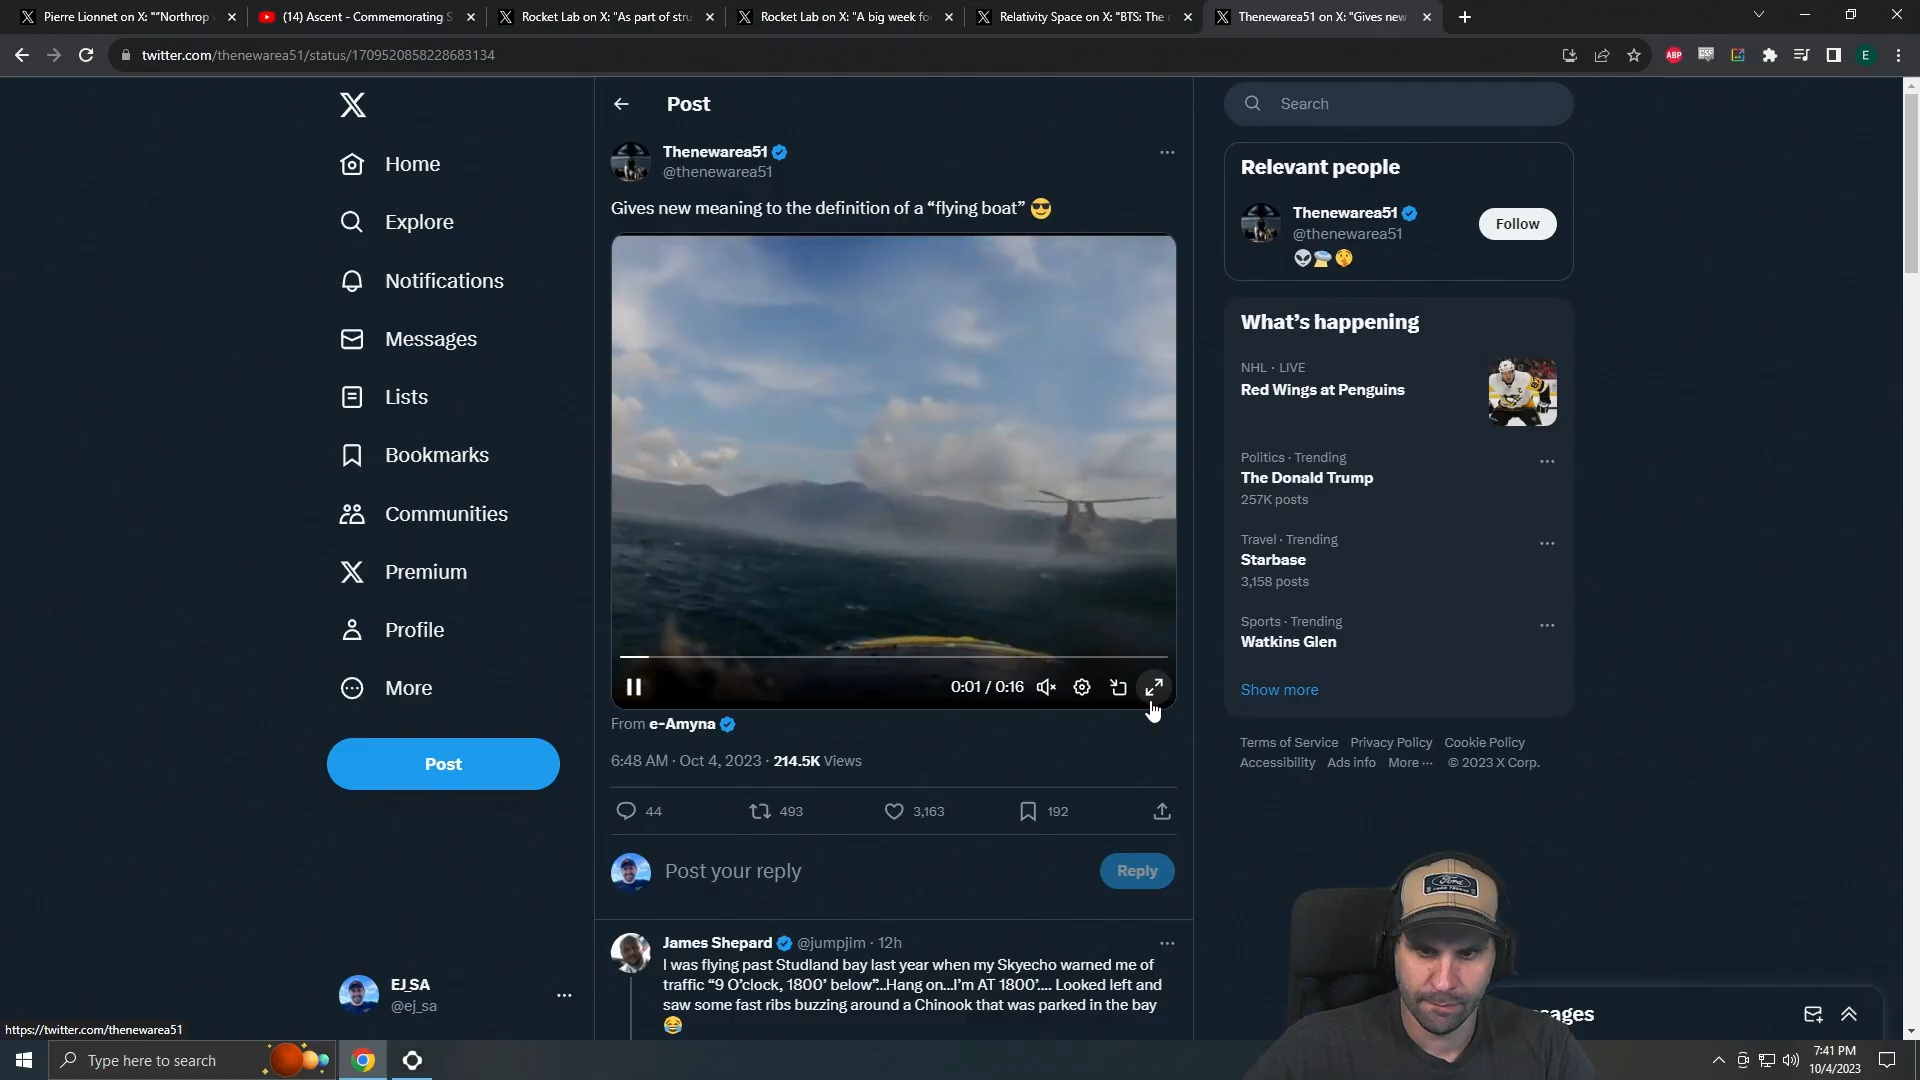 Pierre Lionnet on X: "“Northrop
(14) Ascent - Commemorating S
Rocket Lab on X: "As part of stru
Rocket Lab on X: "A big week fo
Relativity Space on X: "BTS: The
Thenewarea51 on X: "Gives new
twitter.com/thenewarea51/status/1709520858228683134
ABP
CSS
E
Home
Explore
Notifications
Messages
Lists
Bookmarks
Communities
Premium
Profile
More
Post
EJ_SA
@ej_sa
https://twitter.com/thenewarea51
Post
Thenewarea51
@thenewarea51
Gives new meaning to the definition of a “flying boat” 😎
0:01 / 0:16
From e-Amyna
6:48 AM · Oct 4, 2023 · 214.5K Views
44 493 3,163 192
Post your reply
Reply
James Shepard @jumpjim · 12h
I was flying past Studland bay last year when my Skyecho warned me of
traffic “9 O’clock, 1800’ below”..Hang on...I’m AT 1800’.... Looked left and
saw some fast ribs buzzing around a Chinook that was parked in the bay
😂
Search
Relevant people
Thenewarea51
@thenewarea51
Follow
What’s happening
NHL · LIVE
Red Wings at Penguins
Politics · Trending
The Donald Trump
257K posts
Travel · Trending
Starbase
3,158 posts
Sports · Trending
Watkins Glen
Show more
Terms of Service Privacy Policy Cookie Policy
Accessibility Ads info More ··· © 2023 X Corp.
Ford
ssages
Type here to search
7:41 PM
10/4/2023